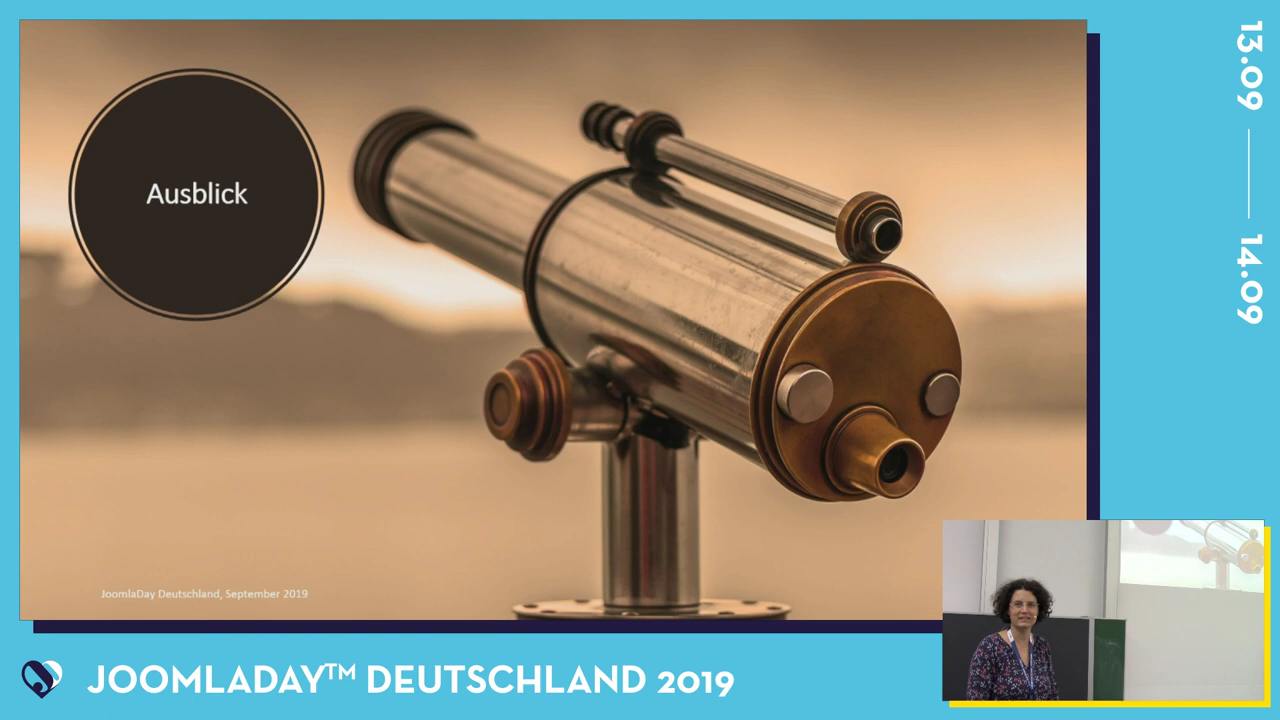 Ausblick
JoomlaDay Deutschland, September 2019
13.09 — 14.09
JOOMLADAY™ DEUTSCHLAND 2019